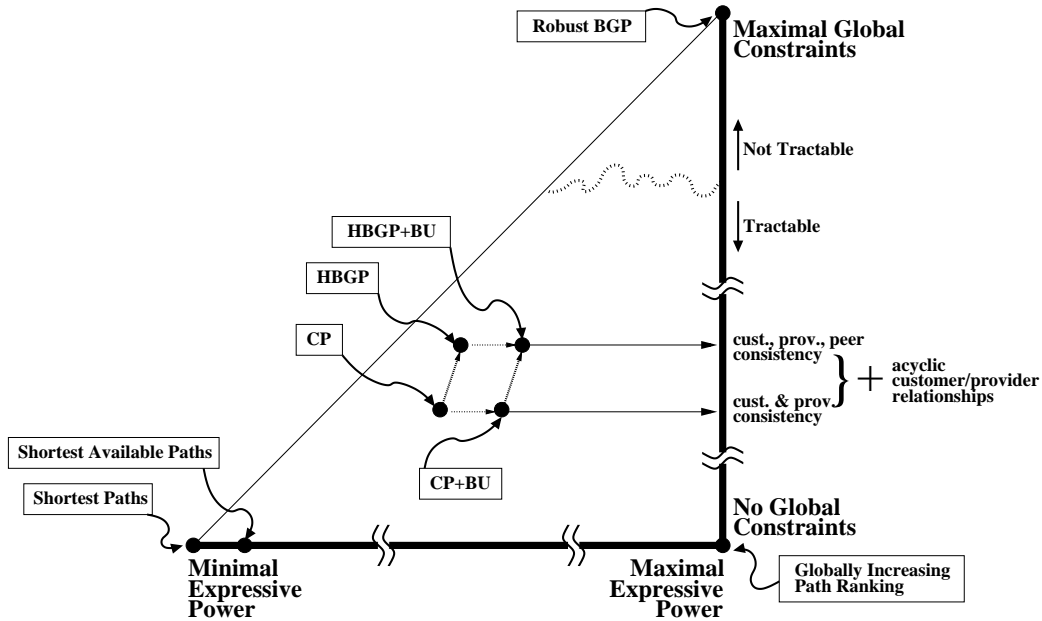 Robust BGP
Maximal Global
Constraints
Not Tractable
Tractable
HBGP+BU
HBGP
CP
cust., prov., peer
consistency
cust. & prov.
consistency
} +
acyclic
customer/provider
relationships
Shortest Available Paths
Shortest Paths
CP+BU
No Global
Constraints
Minimal
Expressive
Power
Maximal
Expressive
Power
Globally Increasing
Path Ranking